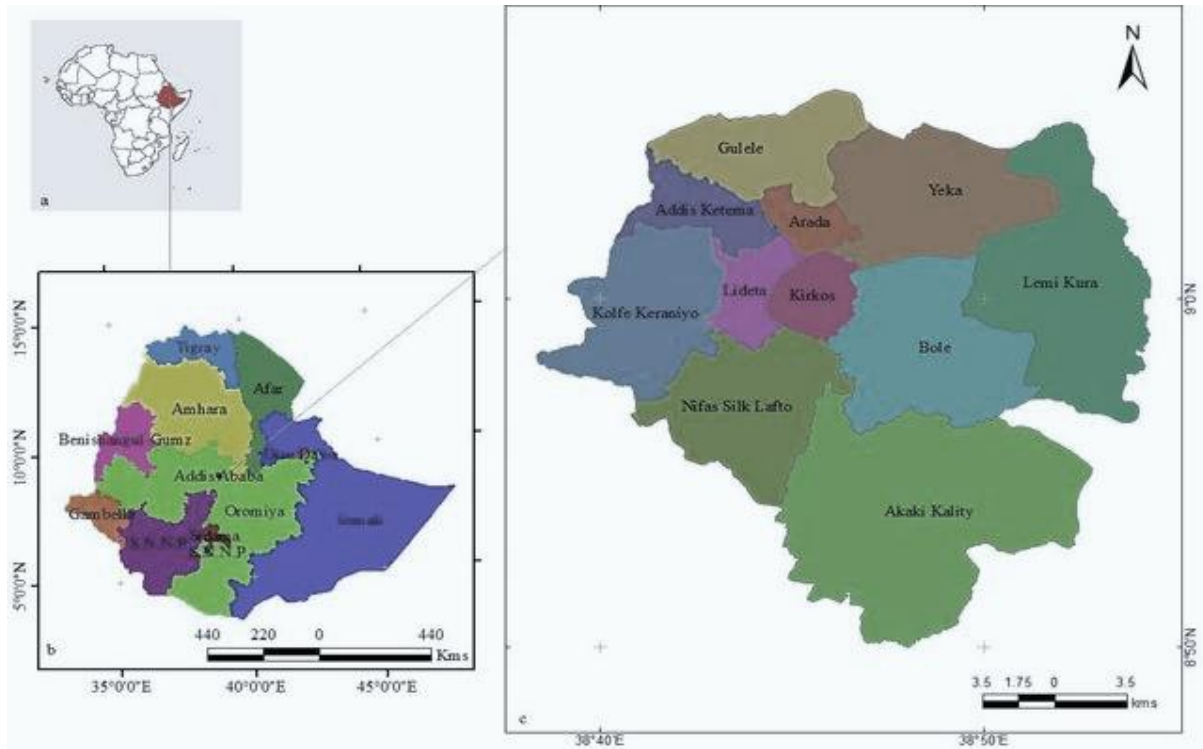 a
N
Gulele
Yeka
Addis Ketema
Arada
Lemi Kura
Lideta
Kirkos
Kolfe Keraniyo
Bole
Nifas Silk Lafto
Akaki Kality
9°0'N
8°50'N
3.5 1.75 0 3.5
kms
c
38°40'E
38°50'E
15°0'0"N
10°0'0"N
5°0'0"N
Tigray
Afar
Amhara
Benishangul Gumz
Dire Dawa
Addis Ababa
Oromiya
Gambella
Somali
Sidama
S.N.N.P
S.N.N.P
440 220 0 440
Kms
b
35°0'0"E
40°0'0"E
45°0'0"E